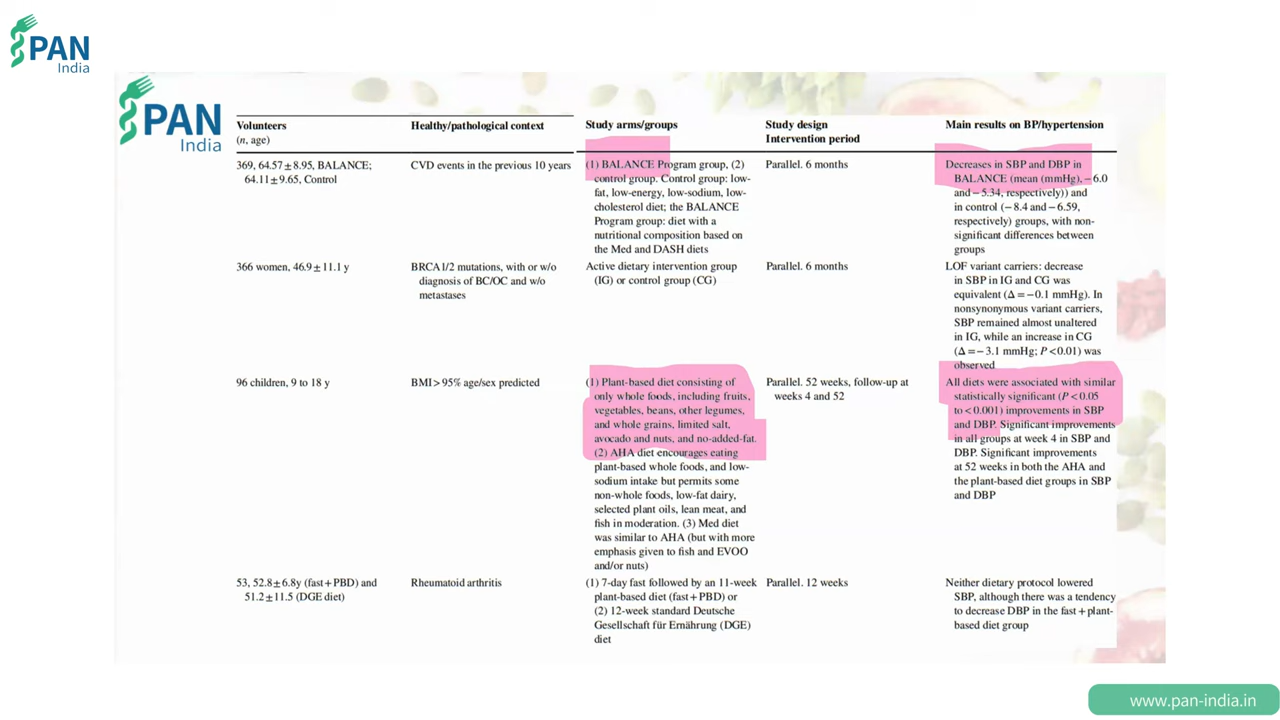 PAN
India
PAN
India
Volunteers
(n, age)
Healthy/pathological context
Study arms/groups
Study design
Intervention period
Main results on BP/hypertension
369, 64.57±8.95, BALANCE;
64.11±9.65, Control
CVD events in the previous 10 years
(1) BALANCE Program group, (2)
control group. Control group: low-
fat, low-energy, low-sodium, low-
cholesterol diet; the BALANCE
Program group: diet with a
nutritional composition based on
the Med and DASH diets
Parallel. 6 months
Decreases in SBP and DBP in
BALANCE (mean (mmHg), −6.0
and −5.34, respectively)) and
in control (−8.4 and −6.59,
respectively) groups, with non-
significant differences between
groups
366 women, 46.9±11.1 y
BRCA1/2 mutations, with or w/o
diagnosis of BC/OC and w/o
metastases
Active dietary intervention group
(IG) or control group (CG)
Parallel. 6 months
LOF variant carriers: decrease
in SBP in IG and CG was
equivalent (Δ=−0.1 mmHg). In
nonsynonymous variant carriers,
SBP remained almost unaltered
in IG, while an increase in CG
(Δ=−3.1 mmHg; P<0.01) was
observed
96 children, 9 to 18 y
BMI>95% age/sex predicted
(1) Plant-based diet consisting of
only whole foods, including fruits,
vegetables, beans, other legumes,
and whole grains, limited salt,
avocado and nuts, and no-added-fat.
(2) AHA diet encourages eating
plant-based whole foods, and low-
sodium intake but permits some
non-whole foods, low-fat dairy,
selected plant oils, lean meat, and
fish in moderation. (3) Med diet
was similar to AHA (but with more
emphasis given to fish and EVOO
and/or nuts)
Parallel. 52 weeks, follow-up at
weeks 4 and 52
All diets were associated with similar
statistically significant (P<0.05
to<0.001) improvements in SBP
and DBP. Significant improvements
in all groups at week 4 in SBP and
DBP. Significant improvements
at 52 weeks in both the AHA and
the plant-based diet groups in SBP
and DBP
53, 52.8±6.8y (fast+PBD) and
51.2±11.5 (DGE diet)
Rheumatoid arthritis
(1) 7-day fast followed by an 11-week
plant-based diet (fast+PBD) or
(2) 12-week standard Deutsche
Gesellschaft für Ernährung (DGE)
diet
Parallel. 12 weeks
Neither dietary protocol lowered
SBP, although there was a tendency
to decrease DBP in the fast+plant-
based diet group
www.pan-india.in